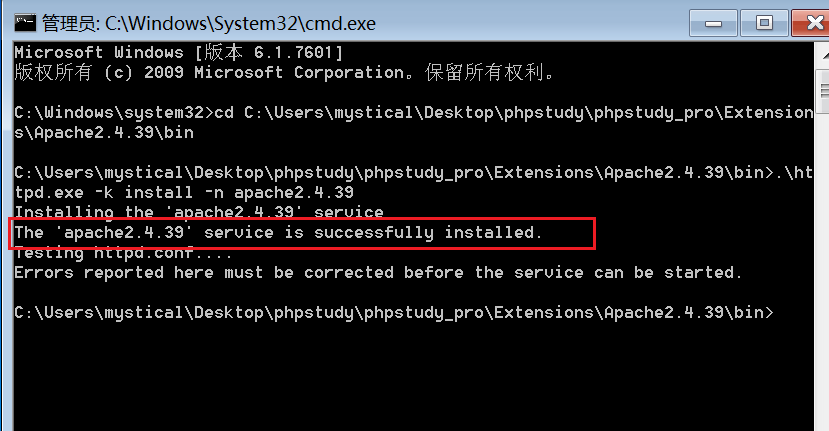 管理员: C:\Windows\System32\cmd.exe
Microsoft Windows [版本 6.1.7601]
版权所有 (c) 2009 Microsoft Corporation。保留所有权利。
C:\Windows\system32>cd C:\Users\mystical\Desktop\phpstudy\phpstudy_pro\Extension
s\Apache2.4.39\bin
C:\Users\mystical\Desktop\phpstudy\phpstudy_pro\Extensions\Apache2.4.39\bin>.\ht
tpd.exe -k install -n apache2.4.39
Installing the 'apache2.4.39' service
The 'apache2.4.39' service is successfully installed.
Testing httpd.conf....
Errors reported here must be corrected before the service can be started.
C:\Users\mystical\Desktop\phpstudy\phpstudy_pro\Extensions\Apache2.4.39\bin>